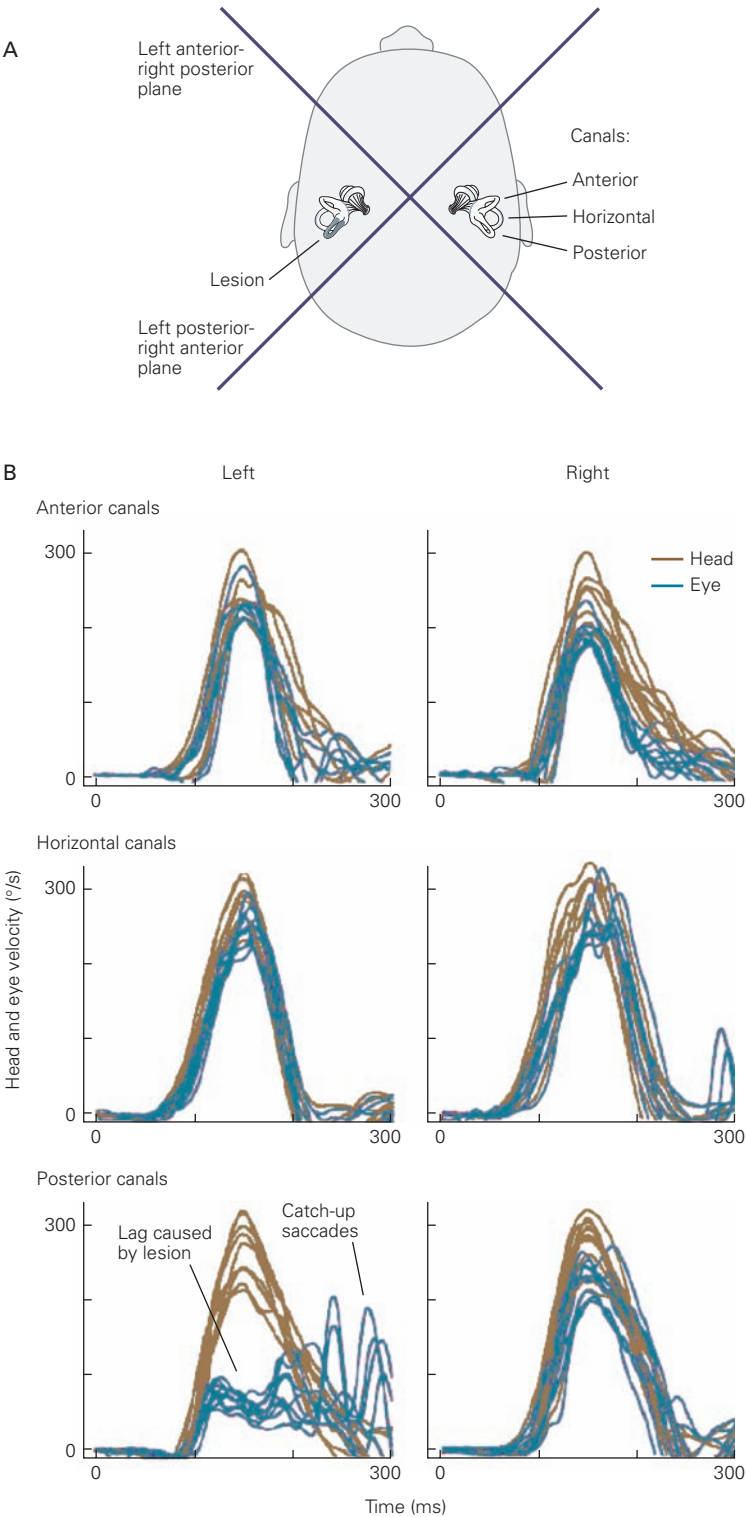 A
Left anterior-
right posterior
plane
Canals:
Anterior
Horizontal
Posterior
Lesion
Left posterior-
right anterior
plane
B
Left
Right
Anterior canals
300
0
0
300
Head
Eye
0
300
Horizontal canals
300
0
0
300
0
300
Posterior canals
300
0
Lag caused
by lesion
Catch-up
saccades
0
300
0
300
Head and eye velocity (°/s)
Time (ms)